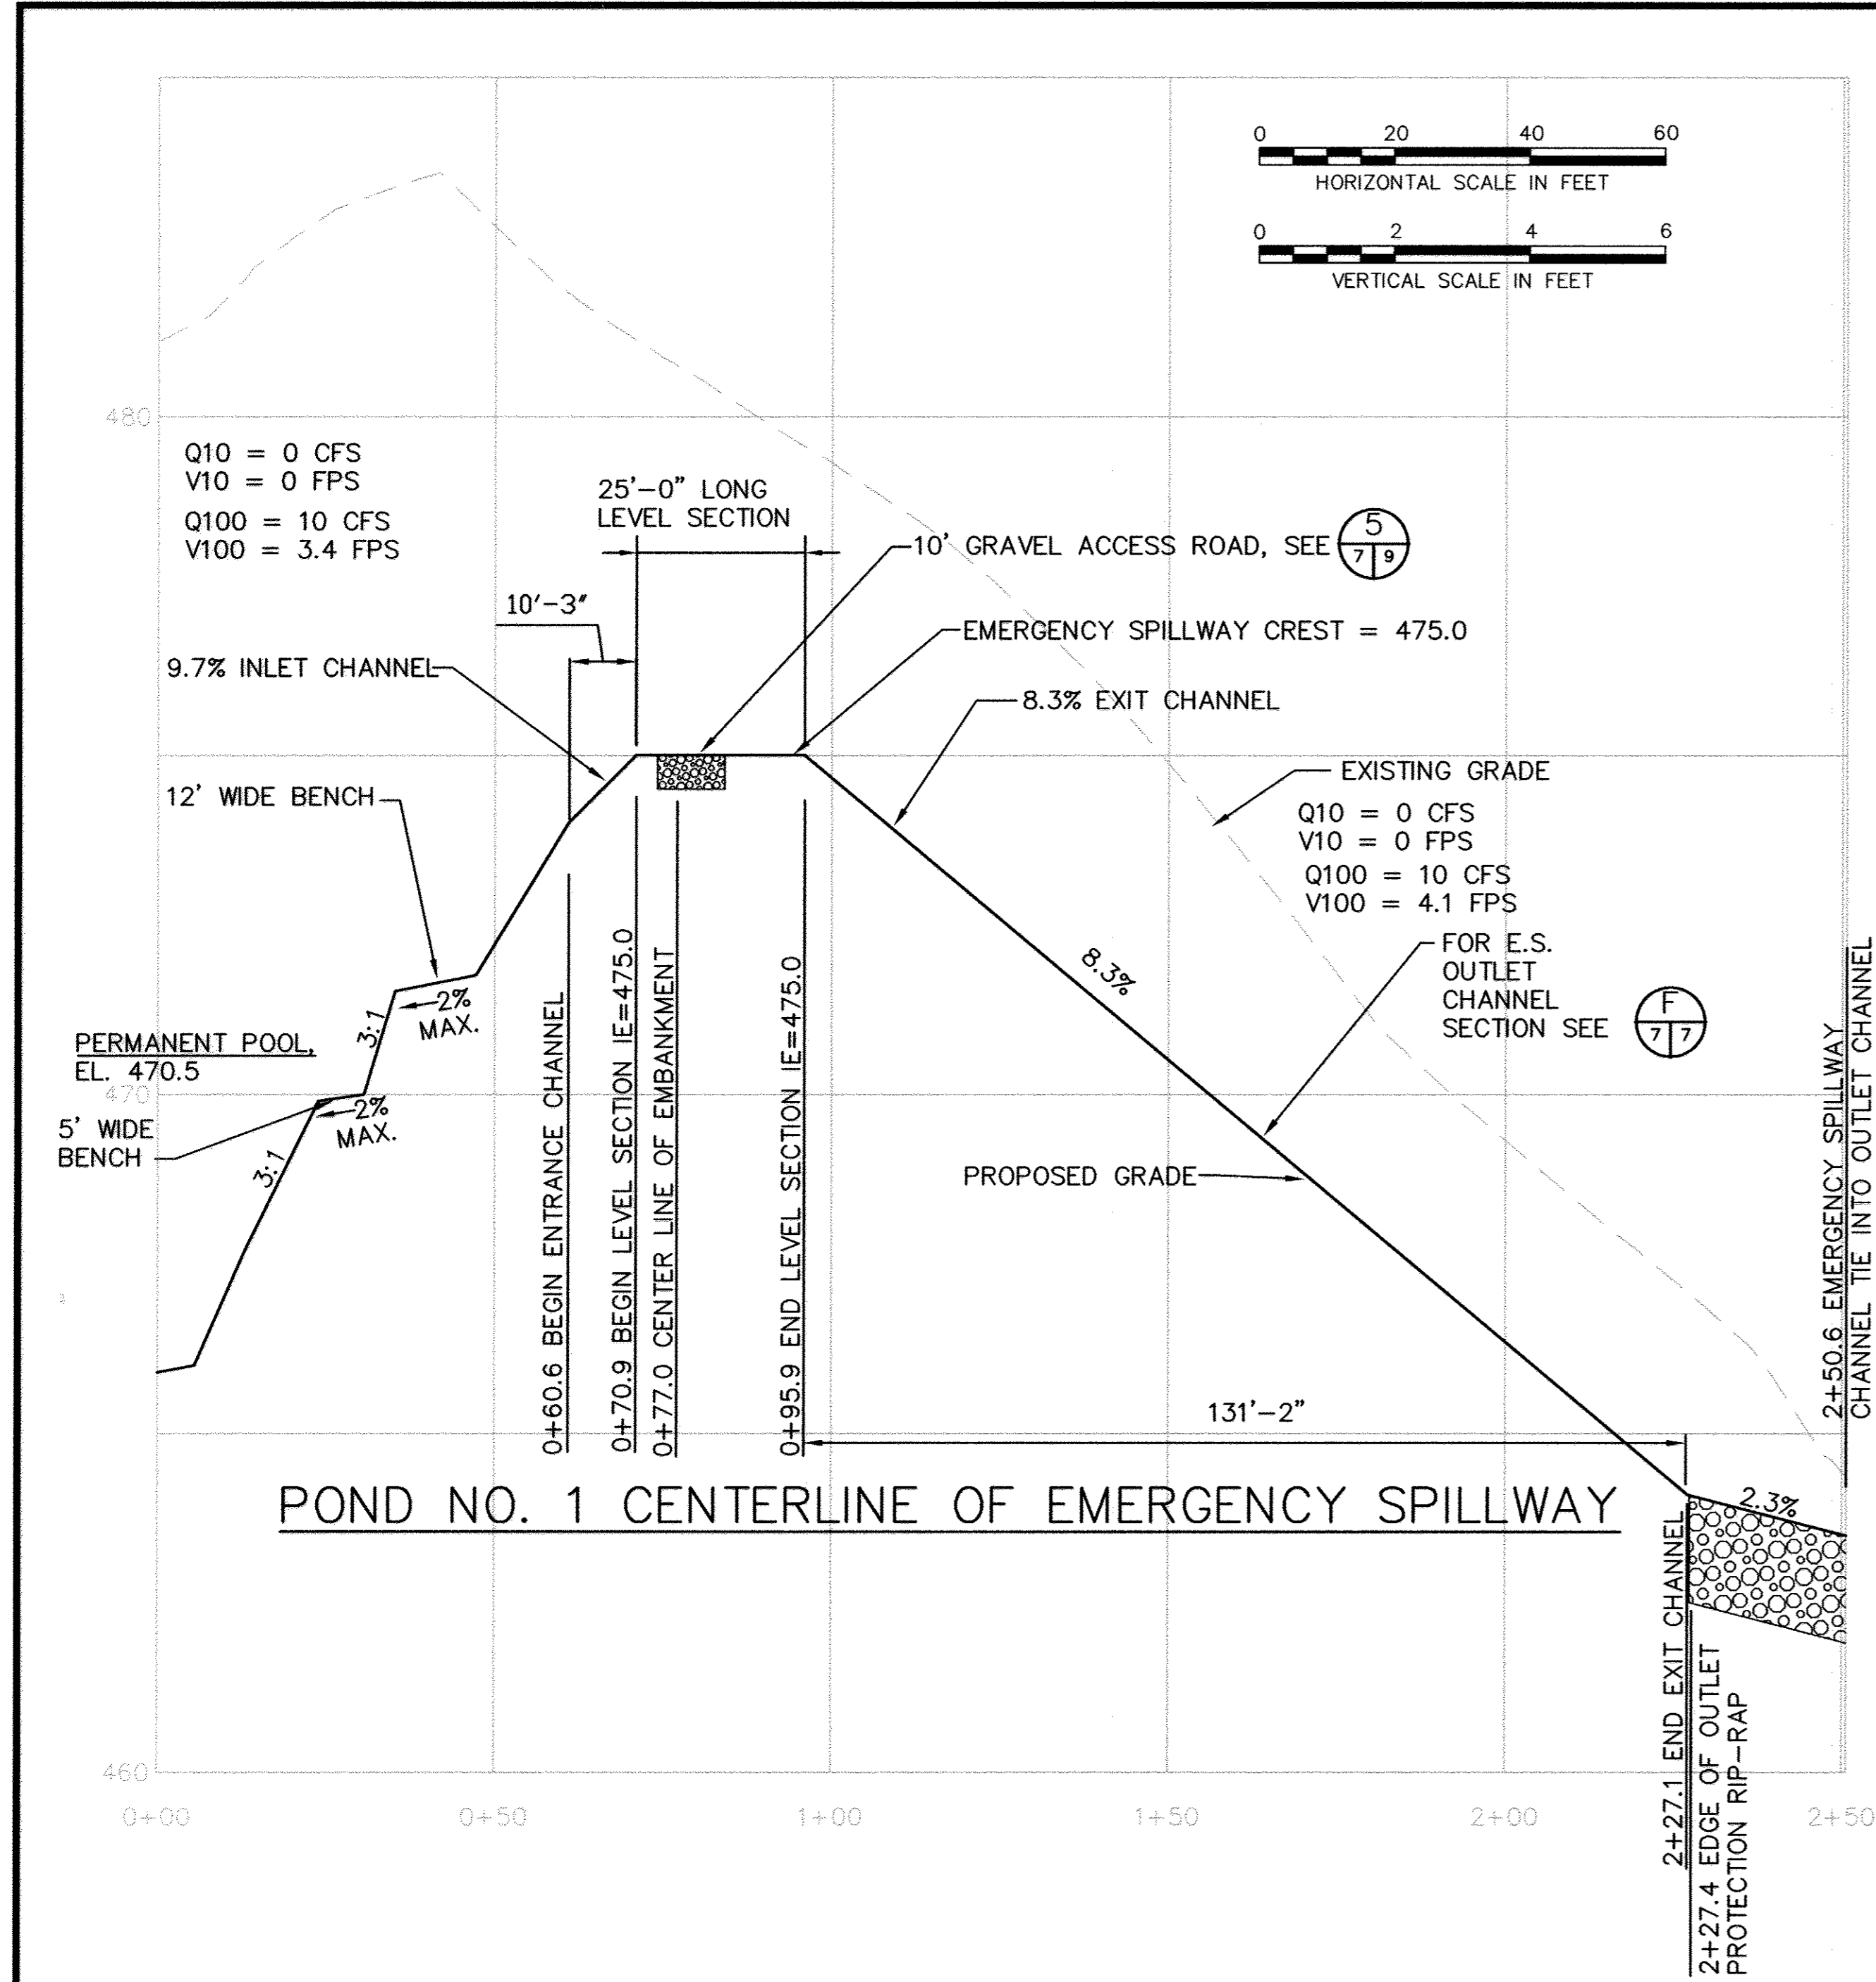 0 20 40 60
HORIZONTAL SCALE IN FEET
0 2 4 6
VERTICAL SCALE IN FEET
480
Q10 = 0 CFS
V10 = 0 FPS
Q100 = 10 CFS
V100 = 3.4 FPS
25'-0" LONG
LEVEL SECTION
10' GRAVEL ACCESS ROAD, SEE
5
7 9
10'-3"
EMERGENCY SPILLWAY CREST = 475.0
9.7% INLET CHANNEL
8.3% EXIT CHANNEL
12' WIDE BENCH
EXISTING GRADE
Q10 = 0 CFS
V10 = 0 FPS
Q100 = 10 CFS
V100 = 4.1 FPS
FOR E.S.
OUTLET
CHANNEL
SECTION SEE
F
7 7
8.3%
2%
MAX.
3:1
PERMANENT POOL,
EL. 470.5
470
2%
MAX.
5' WIDE
BENCH
3:1
PROPOSED GRADE
0+60.6 BEGIN ENTRANCE CHANNEL
0+70.9 BEGIN LEVEL SECTION IE=475.0
0+77.0 CENTER LINE OF EMBANKMENT
0+95.9 END LEVEL SECTION IE=475.0
2+50.6 EMERGENCY SPILLWAY
CHANNEL TIE INTO OUTLET CHANNEL
131'-2"
POND NO. 1 CENTERLINE OF EMERGENCY SPILLWAY
2.3%
2+27.1 END EXIT CHANNEL
2+27.4 EDGE OF OUTLET
PROTECTION RIP-RAP
460
0+00 0+50 1+00 1+50 2+00 2+50